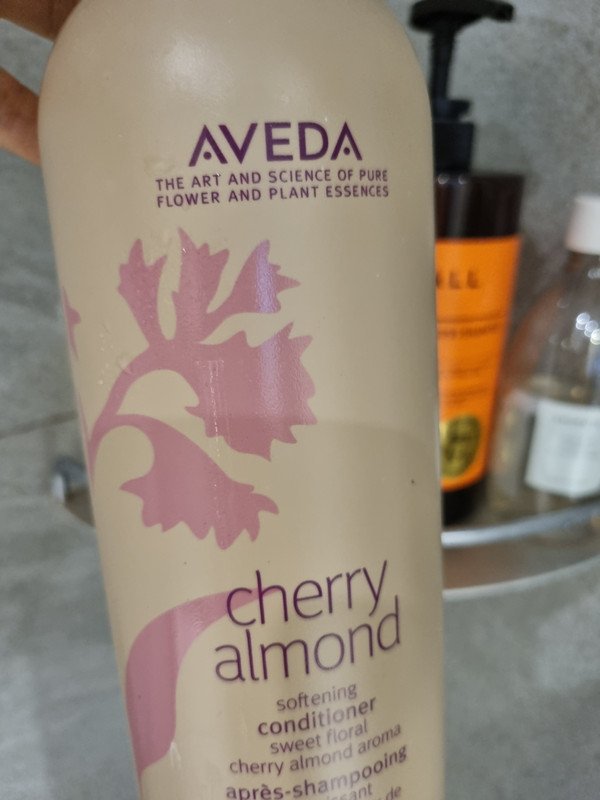 AVEDA
THE ART AND SCIENCE OF PURE
FLOWER AND PLANT ESSENCES
cherry
almond
softening
conditioner
sweet floral
cherry almond aroma
après-shampooing